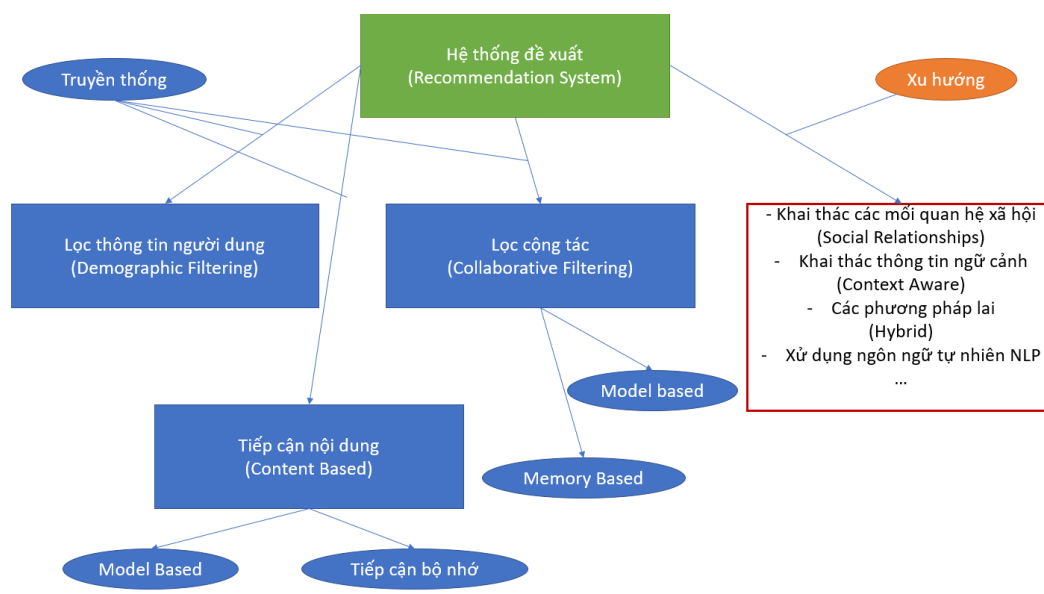 Hệ thống đề xuất
(Recommendation System)
Truyền thống
Xu hướng
Lọc thông tin người dung
(Demographic Filtering)
Lọc cộng tác
(Collaborative Filtering)
- Khai thác các mối quan hệ xã hội
(Social Relationships)
- Khai thác thông tin ngữ cảnh
(Context Aware)
- Các phương pháp lai
(Hybrid)
- Xử dụng ngôn ngữ tự nhiên NLP
...
Model based
Memory Based
Tiếp cận nội dung
(Content Based)
Model Based
Tiếp cận bộ nhớ